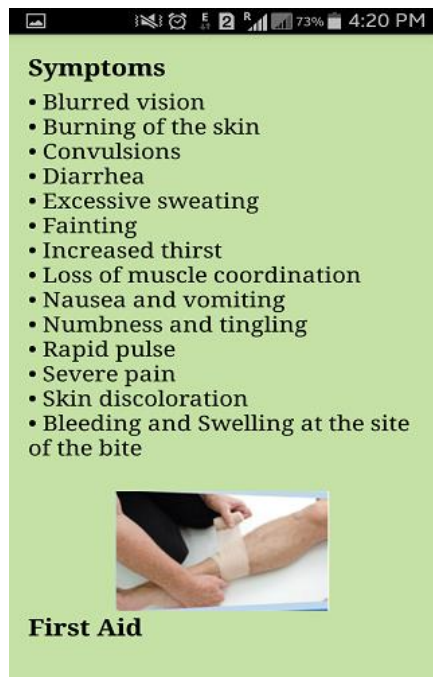 E
2
R
73%
4:20 PM
Symptoms
• Blurred vision
• Burning of the skin
• Convulsions
• Diarrhea
• Excessive sweating
• Fainting
• Increased thirst
• Loss of muscle coordination
• Nausea and vomiting
• Numbness and tingling
• Rapid pulse
• Severe pain
• Skin discoloration
• Bleeding and Swelling at the site
of the bite
First Aid